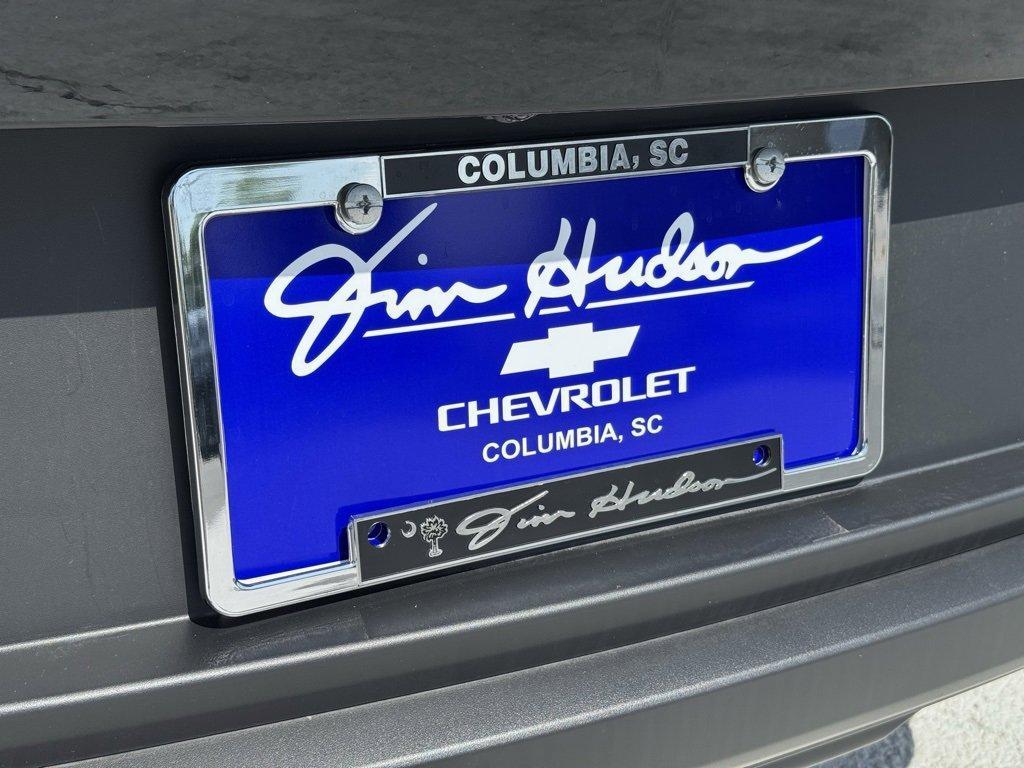 COLUMBIA, SC
Jim Hudson
CHEVROLET
COLUMBIA, SC
Jim Hudson